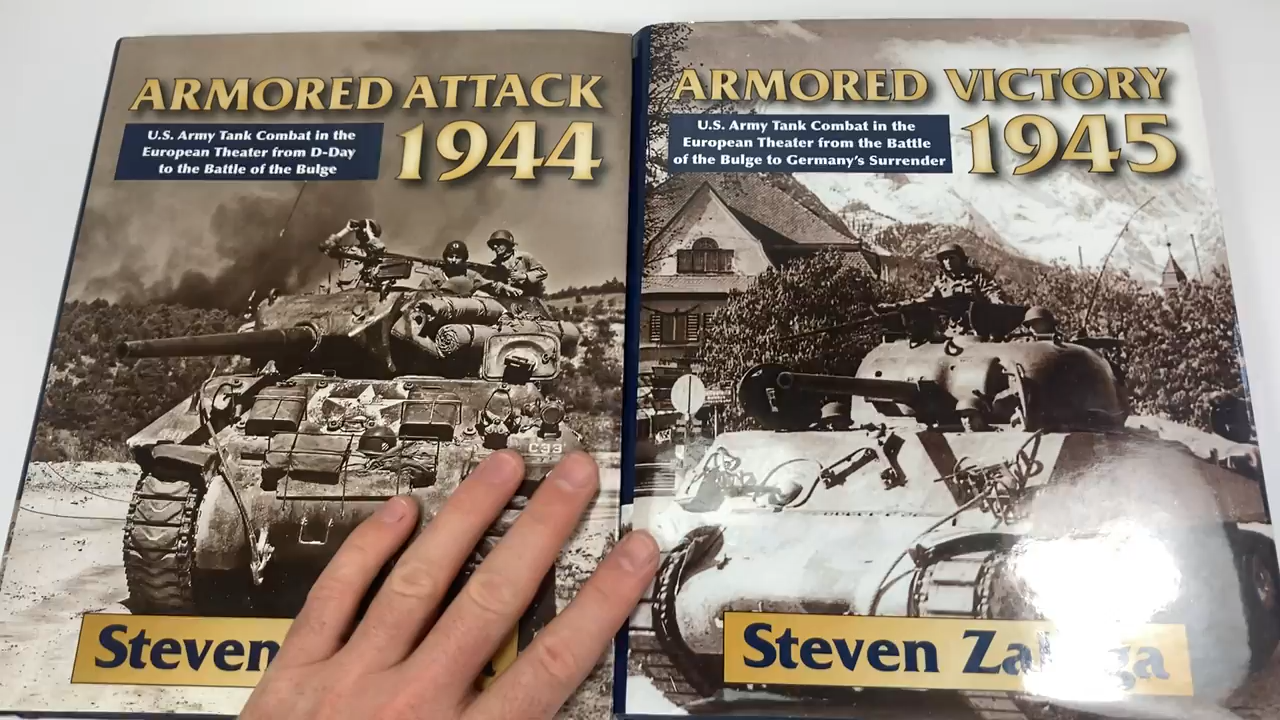 ARMORED ATTACK
1944
U.S. Army Tank Combat in the
European Theater from D-Day
to the Battle of the Bulge
C33
Steven
ARMORED VICTORY
1945
U.S. Army Tank Combat in the
European Theater from the Battle
of the Bulge to Germany's Surrender
Steven